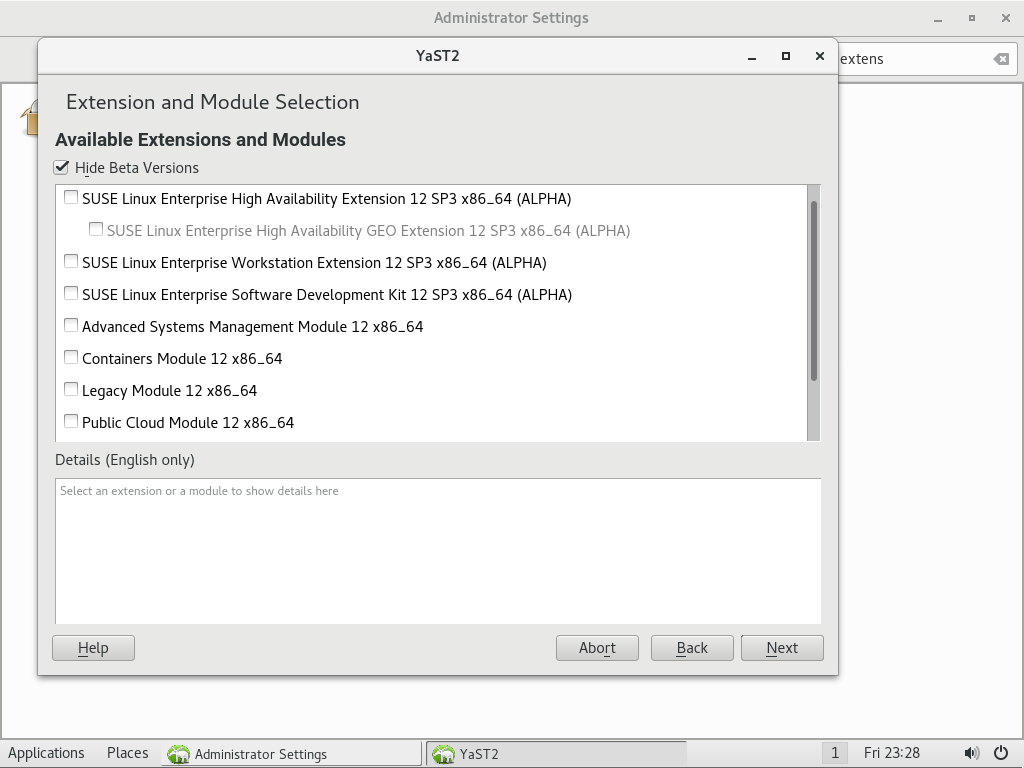 Administrator Settings
YaST2
extens
Extension and Module Selection
Available Extensions and Modules
Hide Beta Versions
SUSE Linux Enterprise High Availability Extension 12 SP3 x86_64 (ALPHA)
SUSE Linux Enterprise High Availability GEO Extension 12 SP3 x86_64 (ALPHA)
SUSE Linux Enterprise Workstation Extension 12 SP3 x86_64 (ALPHA)
SUSE Linux Enterprise Software Development Kit 12 SP3 x86_64 (ALPHA)
Advanced Systems Management Module 12 x86_64
Containers Module 12 x86_64
Legacy Module 12 x86_64
Public Cloud Module 12 x86_64
Details (English only)
Select an extension or a module to show details here
Help Abort Back Next
Applications Places Administrator Settings YaST2 1 Fri 23:28